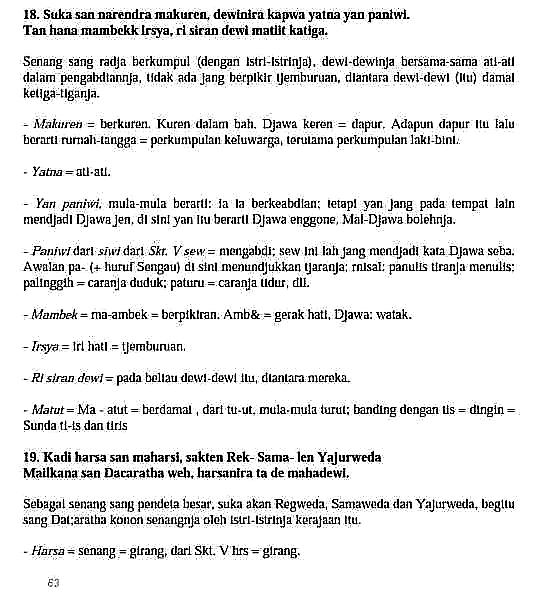 18. Suka san narendra makuren, dewinira kapwa yatna yan paniwi.
Tan hana mambekk irsya, ri siran dewi matiit katiga.
Senang sang radja berkumpul (dengan istri-istrinja), dewi-dewinja bersama-sama ati-ati
dalam pengabdiannja, tidak ada jang berpikir tjemburuan, diantara dewi-dewi (itu) damai
ketiga-tiganja.
- Makuren = berkuren. Kuren dalam bah. Djawa keren = dapur. Adapun dapur itu lalu
berarti rumah-tangga = perkumpulan keluwarga, terutama perkumpulan laki-bini.
- Yatna = ati-ati.
- Yan paniwi, mula-mula berarti: ia ia berkeabdian; tetapi yan jang pada tempat lain
mendjadi Djawa jen, di sini yan itu berarti Djawa enggone, Mal-Djawa bolehnja.
- Paniwi dari siwi dari Skt. V sew = mengabdi; sew ini iah jang mendjadi kata Djawa seba.
Awalan pa- (+ huruf Sengau) di sini menundjukkan tjaranja; misal: panulis tiranja menulis;
palinggih = caranja duduk; paturu = caranja tidur, dll.
- Mambek = ma-ambek = berpikiran. Amb& = gerak hati, Djawa: watak.
- Irsya = iri hati = tjemburuan.
- Ri siran dewi = pada beliau dewi-dewi itu, diantara mereka.
- Matut = Ma - atut = berdamai , dari tu-ut, mula-mula turut; banding dengan tis = dingin =
Sunda ti-is dan tiris
19. Kadi harsa san maharsi, sakten Rek- Sama- len Yajurweda
Mailkana san Dacaratha weh, harsanira ta de mahadewi.
Sebagai senang sang pendeta besar, suka akan Regweda, Samaweda dan Yajurweda, begitu
sang Dat;aratha konon senangnja oleh istri-istrinja kerajaan itu.
- Harsa = senang = girang, dari Skt. V hrs = girang.
63